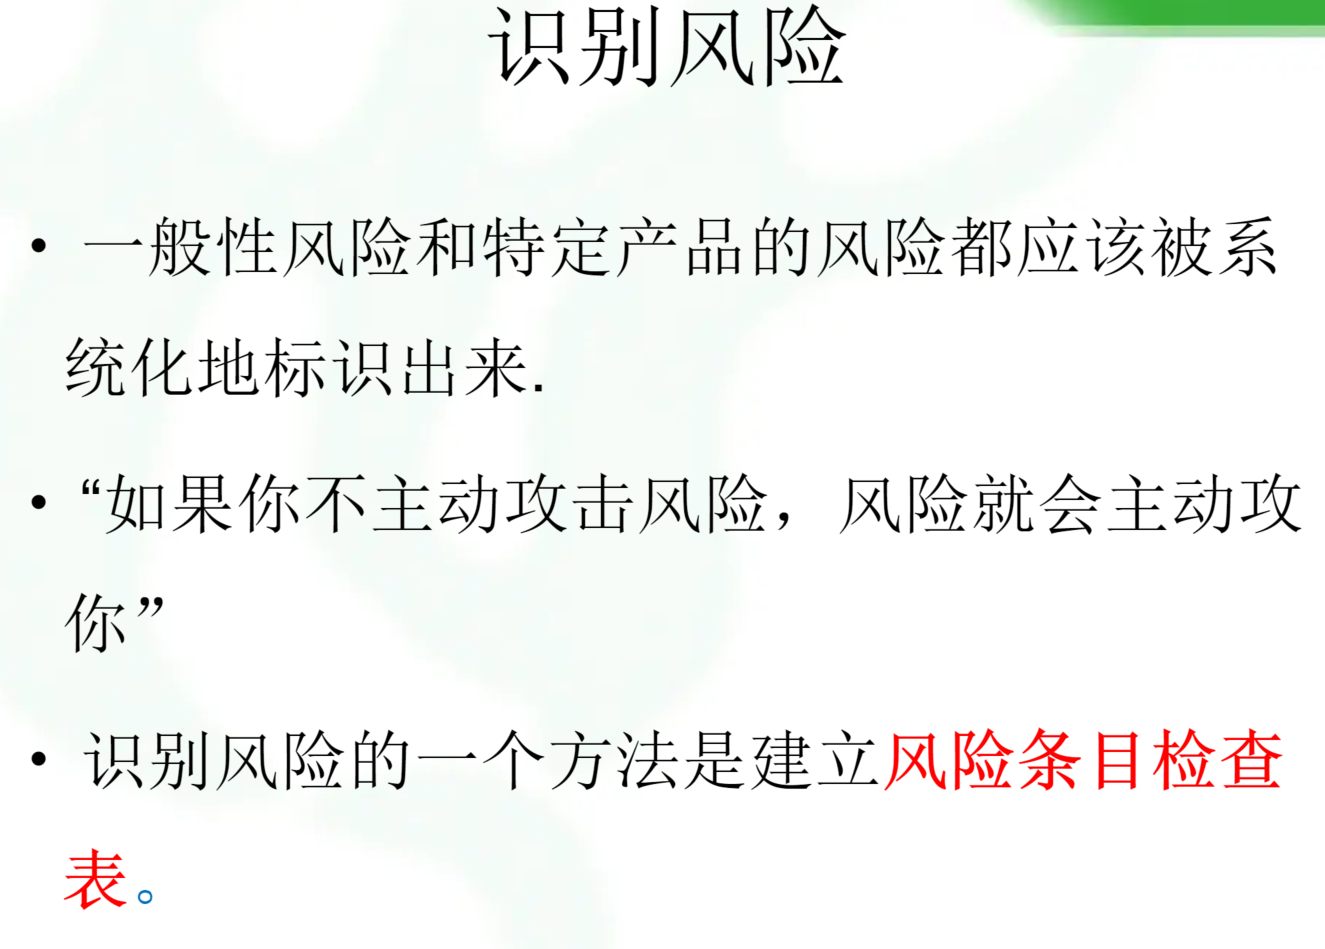 识别风险
• 一般性风险和特定产品的风险都应该被系
统化地标识出来.
• “如果你不主动攻击风险，风险就会主动攻
你”
• 识别风险的一个方法是建立风险条目检查
表。